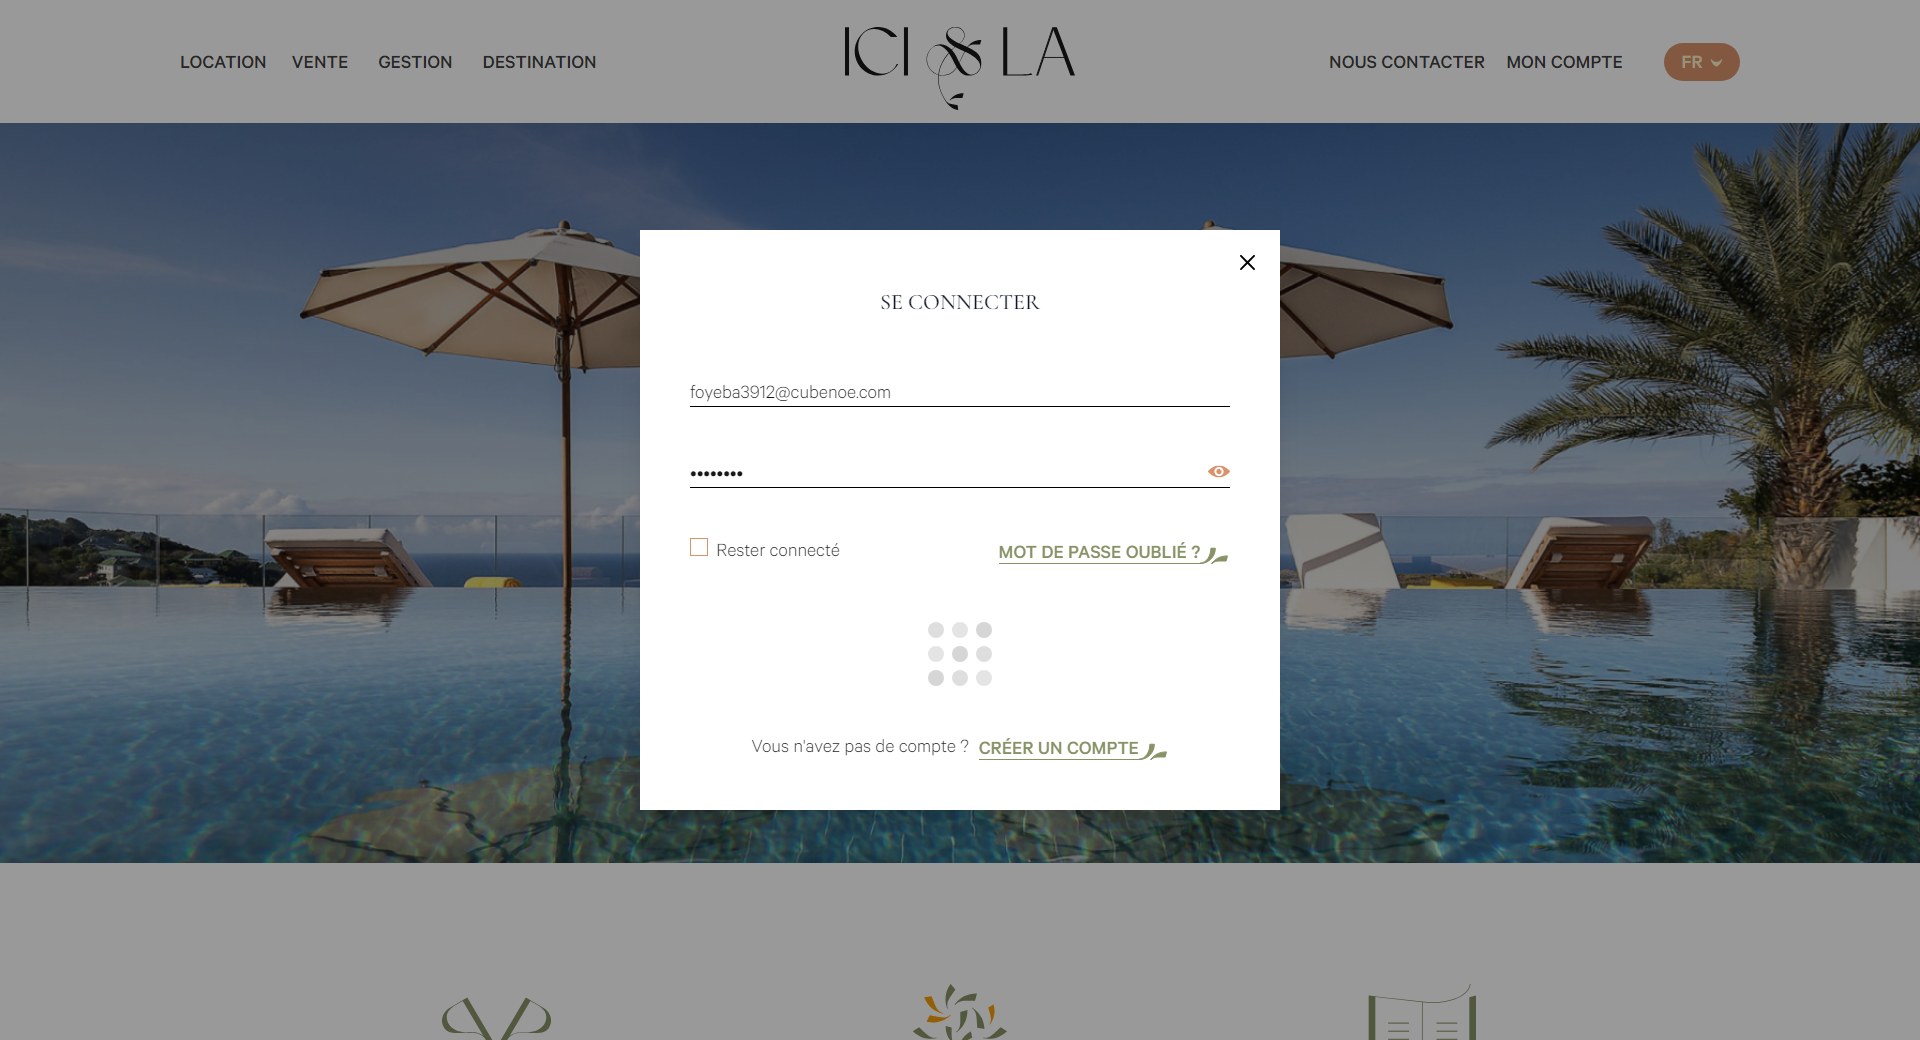 LOCATION VENTE GESTION DESTINATION
ICI & LA
NOUS CONTACTER MON COMPTE FR
SE CONNECTER
foyeba3912@cubenoe.com
••••••••
Rester connecté MOT DE PASSE OUBLIÉ ?
Vous n'avez pas de compte ? CRÉER UN COMPTE